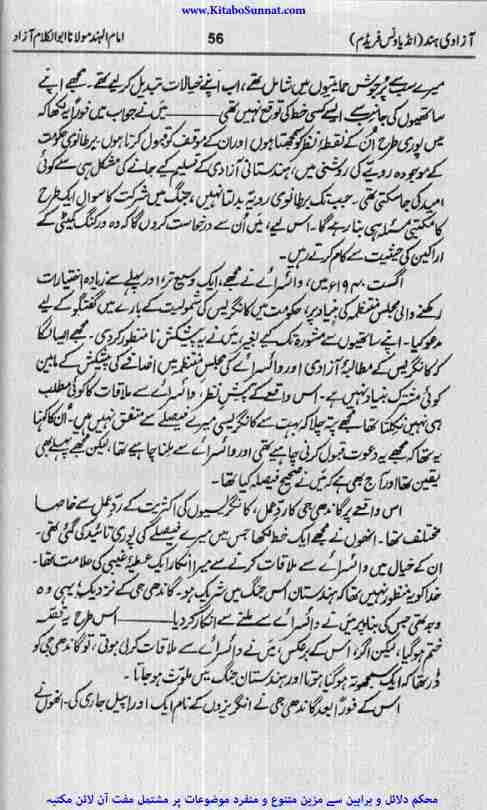 www.KitaboSunnat.com
آزادی ہند (انڈیا ونس فریڈم)
56
امام الہند مولانا ابوالکلام آزاد
میرے سب سے پُرجوش حمایتیوں میں شامل تھے، اب اپنے خیالات تبدیل کر لیے تھے۔ مجھے اپنے
ساتھیوں کی جانب سے ایسے کسی خط کی توقع نہیں تھی ——— میں نے جواب میں فوراً یہ لکھا کہ
میں پوری طرح اُن کے نقطۂ نظر کو سمجھتا ہوں اور ان کے موقف کو قبول کرتا ہوں۔ برطانوی حکومت
کے موجودہ رویّے کی روشنی میں، ہندستانی آزادی کے تسلیم کیے جانے کی مشکل ہی سے کوئی
امید کی جا سکتی تھی۔ جب تک برطانوی رویہ بدلتا نہیں، جنگ میں شرکت کا سوال ایک طرح
کا مکتبی مسئلہ ہی بنا رہے گا۔ اس لیے، میں اُن سے درخواست کروں گا کہ وہ ورکنگ کمیٹی کے
اراکین کی حیثیت سے کام کرتے رہیں۔
اگست ۱۹۴۰ء میں، وائسرائے نے مجھے، ایک وسیع تر اور پہلے سے زیادہ اختیارات
رکھنے والی مجلسِ منتظمہ کی بنیاد پر، حکومت میں کانگریس کی شمولیت کے بارے میں گفتگو کے لیے
مدعو کیا۔ اپنے ساتھیوں سے مشورہ تک کیے بغیر، میں نے یہ پیشکش نامنظور کر دی۔ مجھے ایسا لگا
کہ کانگریس کے مطالبۂ آزادی اور وائسرائے کی مجلس منتظمہ میں اضافے کی پیشکش کے مابین
کوئی مشترک بنیاد نہیں ہے۔ اس واقعے کے پیشِ نظر، وائسرائے سے ملاقات کا کوئی مطلب
ہی نہیں نکلتا تھا۔ مجھے پتہ چلا کہ بہت سے کانگریسی میرے فیصلے سے متفق نہیں ہیں۔ اُن کا کہنا
یہ تھا کہ مجھے یہ دعوت قبول کرنی چاہیے تھی اور وائسرائے سے ملنا چاہیے تھا، لیکن مجھے پہلے بھی
یقین تھا اور آج بھی ہے کہ میں نے صحیح فیصلہ کیا تھا۔
اس واقعے پر گاندھی جی کا ردِعمل، کانگریسیوں کی اکثریت کے ردِعمل سے خاصا
مختلف تھا۔ انھوں نے مجھے ایک خط لکھا جس میں میرے فیصلے کی پوری تائید کی گئی تھی۔
ان کے خیال میں وائسرائے سے ملاقات کرنے سے میرا انکار ایک عطیۂ غیبی کی علامت تھا۔
خدا کو یہ منظور نہیں تھا کہ ہندستان اس جنگ میں شریک ہو۔ گاندھی جی کے نزدیک یہی وہ
وجہ تھی جس کی بنا پر میں نے وائسرائے سے ملنے سے انکار کر دیا ——— اس طرح یہ قصّہ
ختم ہو گیا، لیکن اگر، اس کے برعکس، میں نے وائسرائے سے ملاقات کر لی ہوتی، تو گاندھی جی کو
ڈر تھا کہ ایک سمجھوتہ ہو گیا ہوتا اور ہندستان جنگ میں ملوث ہو جاتا۔
اس کے فوراً بعد گاندھی جی نے انگریزوں کے نام ایک اور اپیل جاری کی۔ انھوں نے
محکم دلائل و براہین سے مزین متنوع و منفرد موضوعات پر مشتمل مفت آن لائن مکتبہ